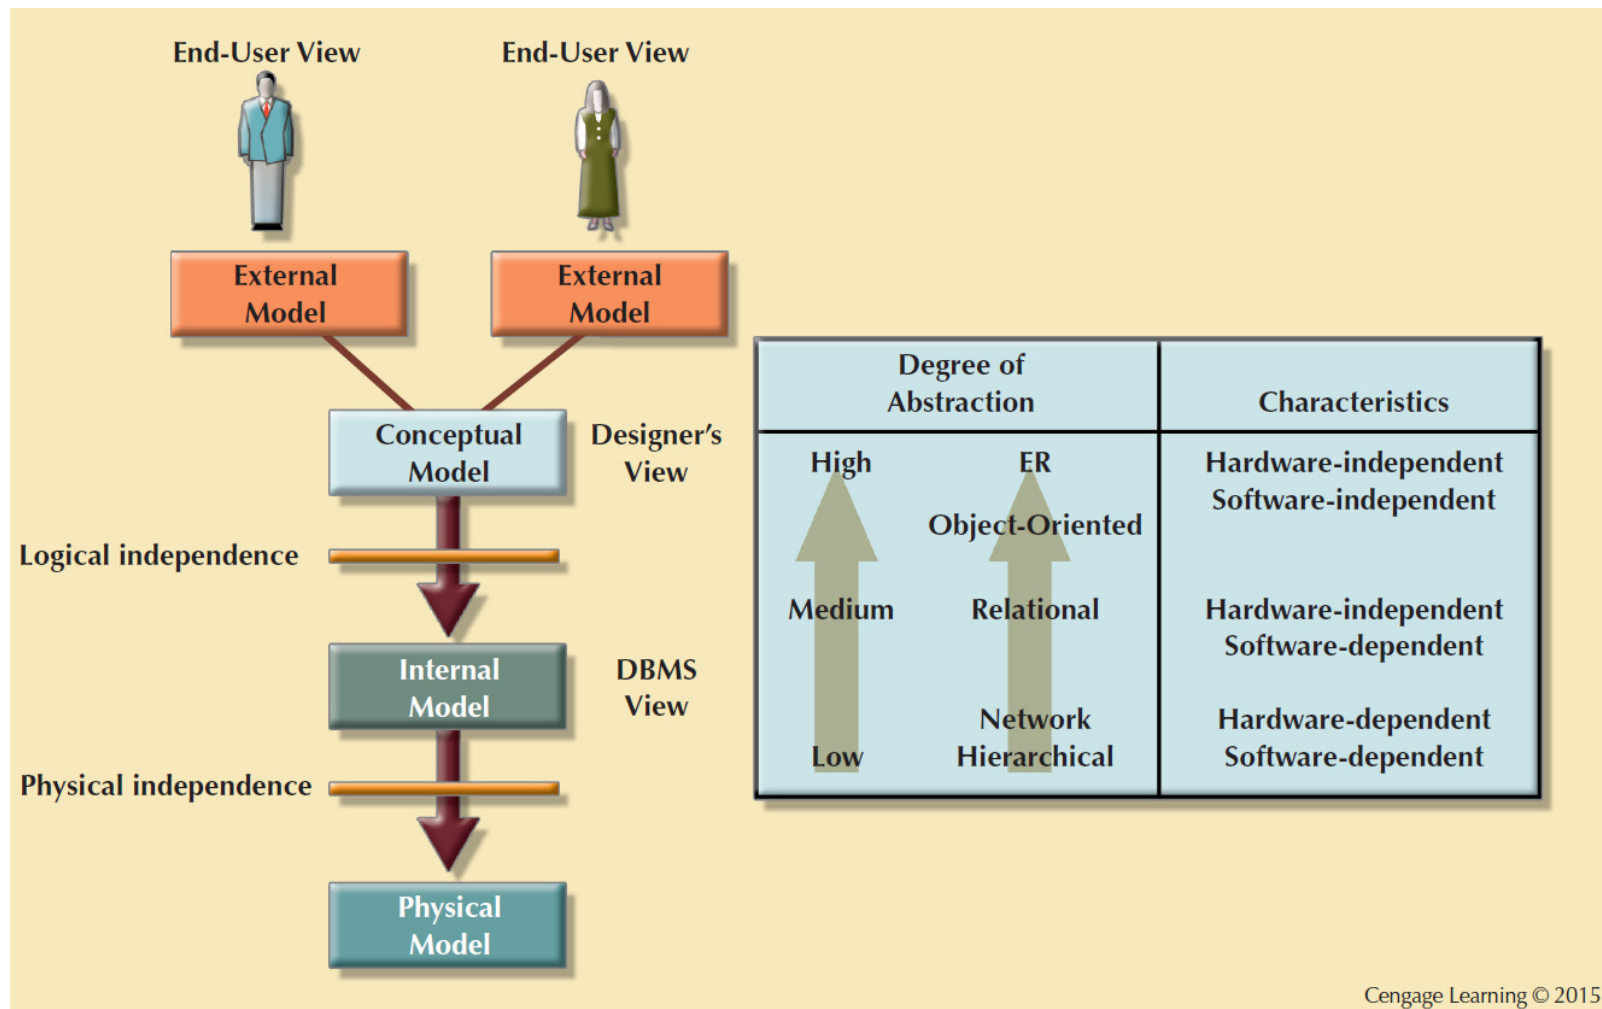 End-User View
End-User View
External
Model
External
Model
Conceptual
Model
Designer's
View
Logical independence
Internal
Model
DBMS
View
Physical independence
Physical
Model
Degree of
Abstraction
Characteristics
High
ER
Hardware-independent
Software-independent
Object-Oriented
Medium
Relational
Hardware-independent
Software-dependent
Network
Hardware-dependent
Low
Hierarchical
Software-dependent
Cengage Learning © 2015